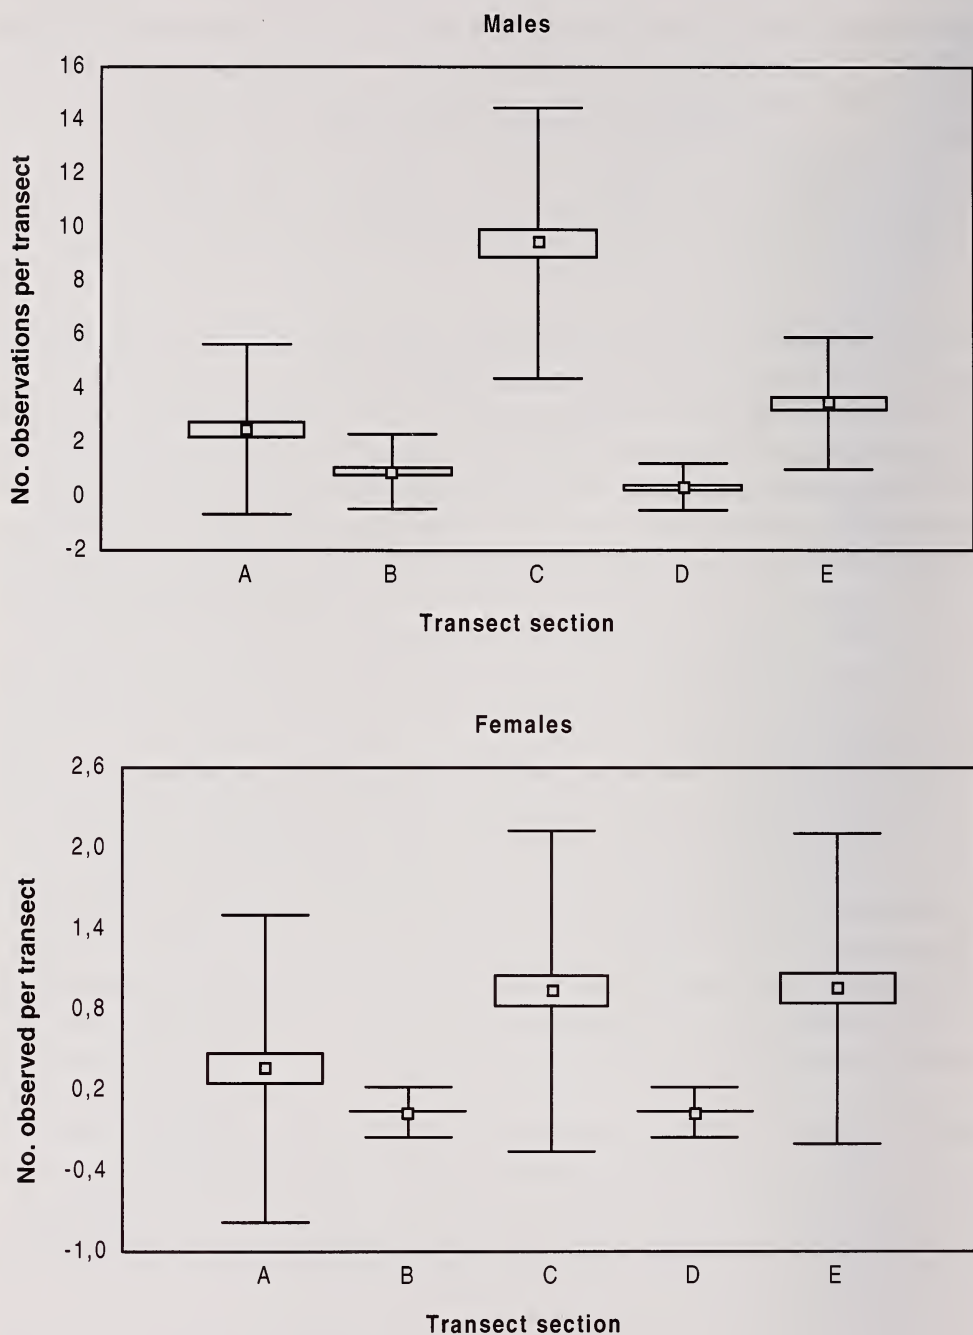 Males
No. observations per transect
16
14
12
10
8
6
4
2
0
-2
A B C D E
Transect section
Females
No. observed per transect
2,6
2,0
1,4
0,8
0,2
-0,4
-1,0
A B C D E
Transect section